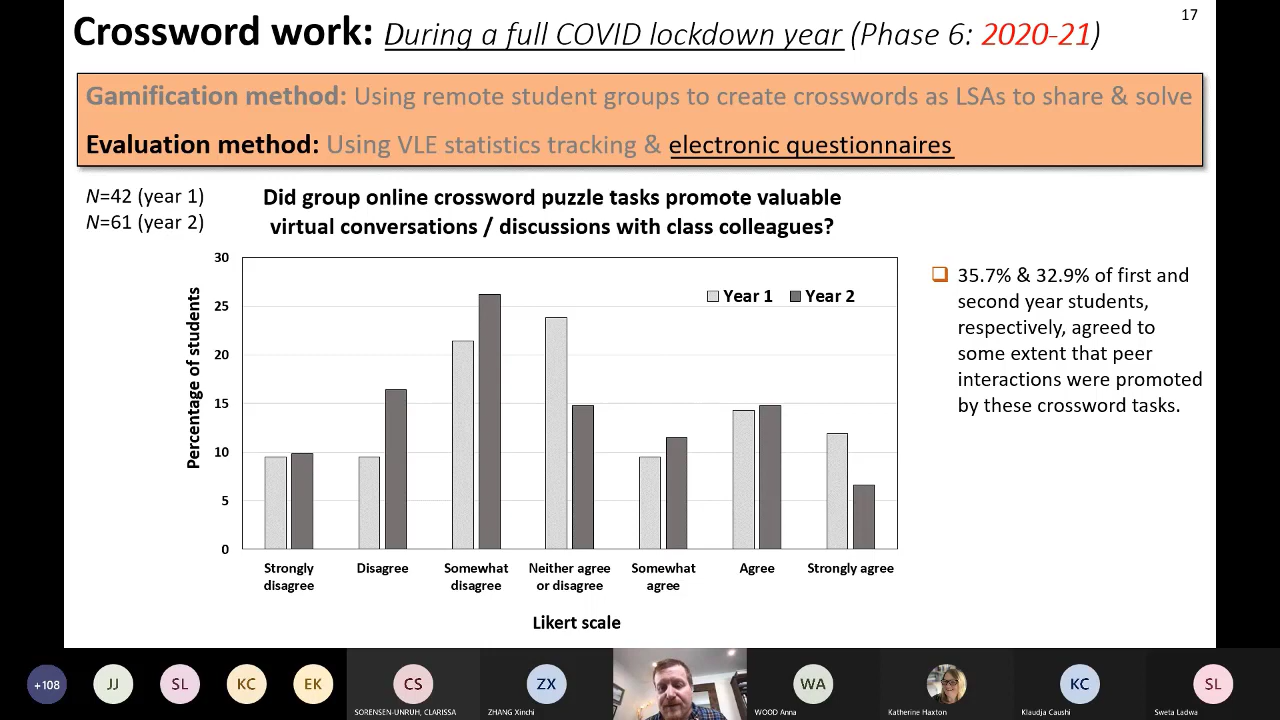 Crossword work: During a full COVID lockdown year (Phase 6: 2020-21)
17
Gamification method: Using remote student groups to create crosswords as LSAs to share & solve
Evaluation method: Using VLE statistics tracking & electronic questionnaires
N=42 (year 1)
N=61 (year 2)
Did group online crossword puzzle tasks promote valuable
virtual conversations / discussions with class colleagues?
Percentage of students
30
25
20
15
10
5
0
Year 1
Year 2
Strongly disagree
Disagree
Somewhat disagree
Neither agree or disagree
Somewhat agree
Agree
Strongly agree
Likert scale
35.7% & 32.9% of first and
second year students,
respectively, agreed to
some extent that peer
interactions were promoted
by these crossword tasks.
+108
JJ
SL
KC
EK
CS
SORENSEN-UNRUH, CLARISSA
ZX
ZHANG Xinchi
WA
WOOD Anna
Katherine Haxton
KC
Klaudja Caushi
SL
Sweta Ladwa